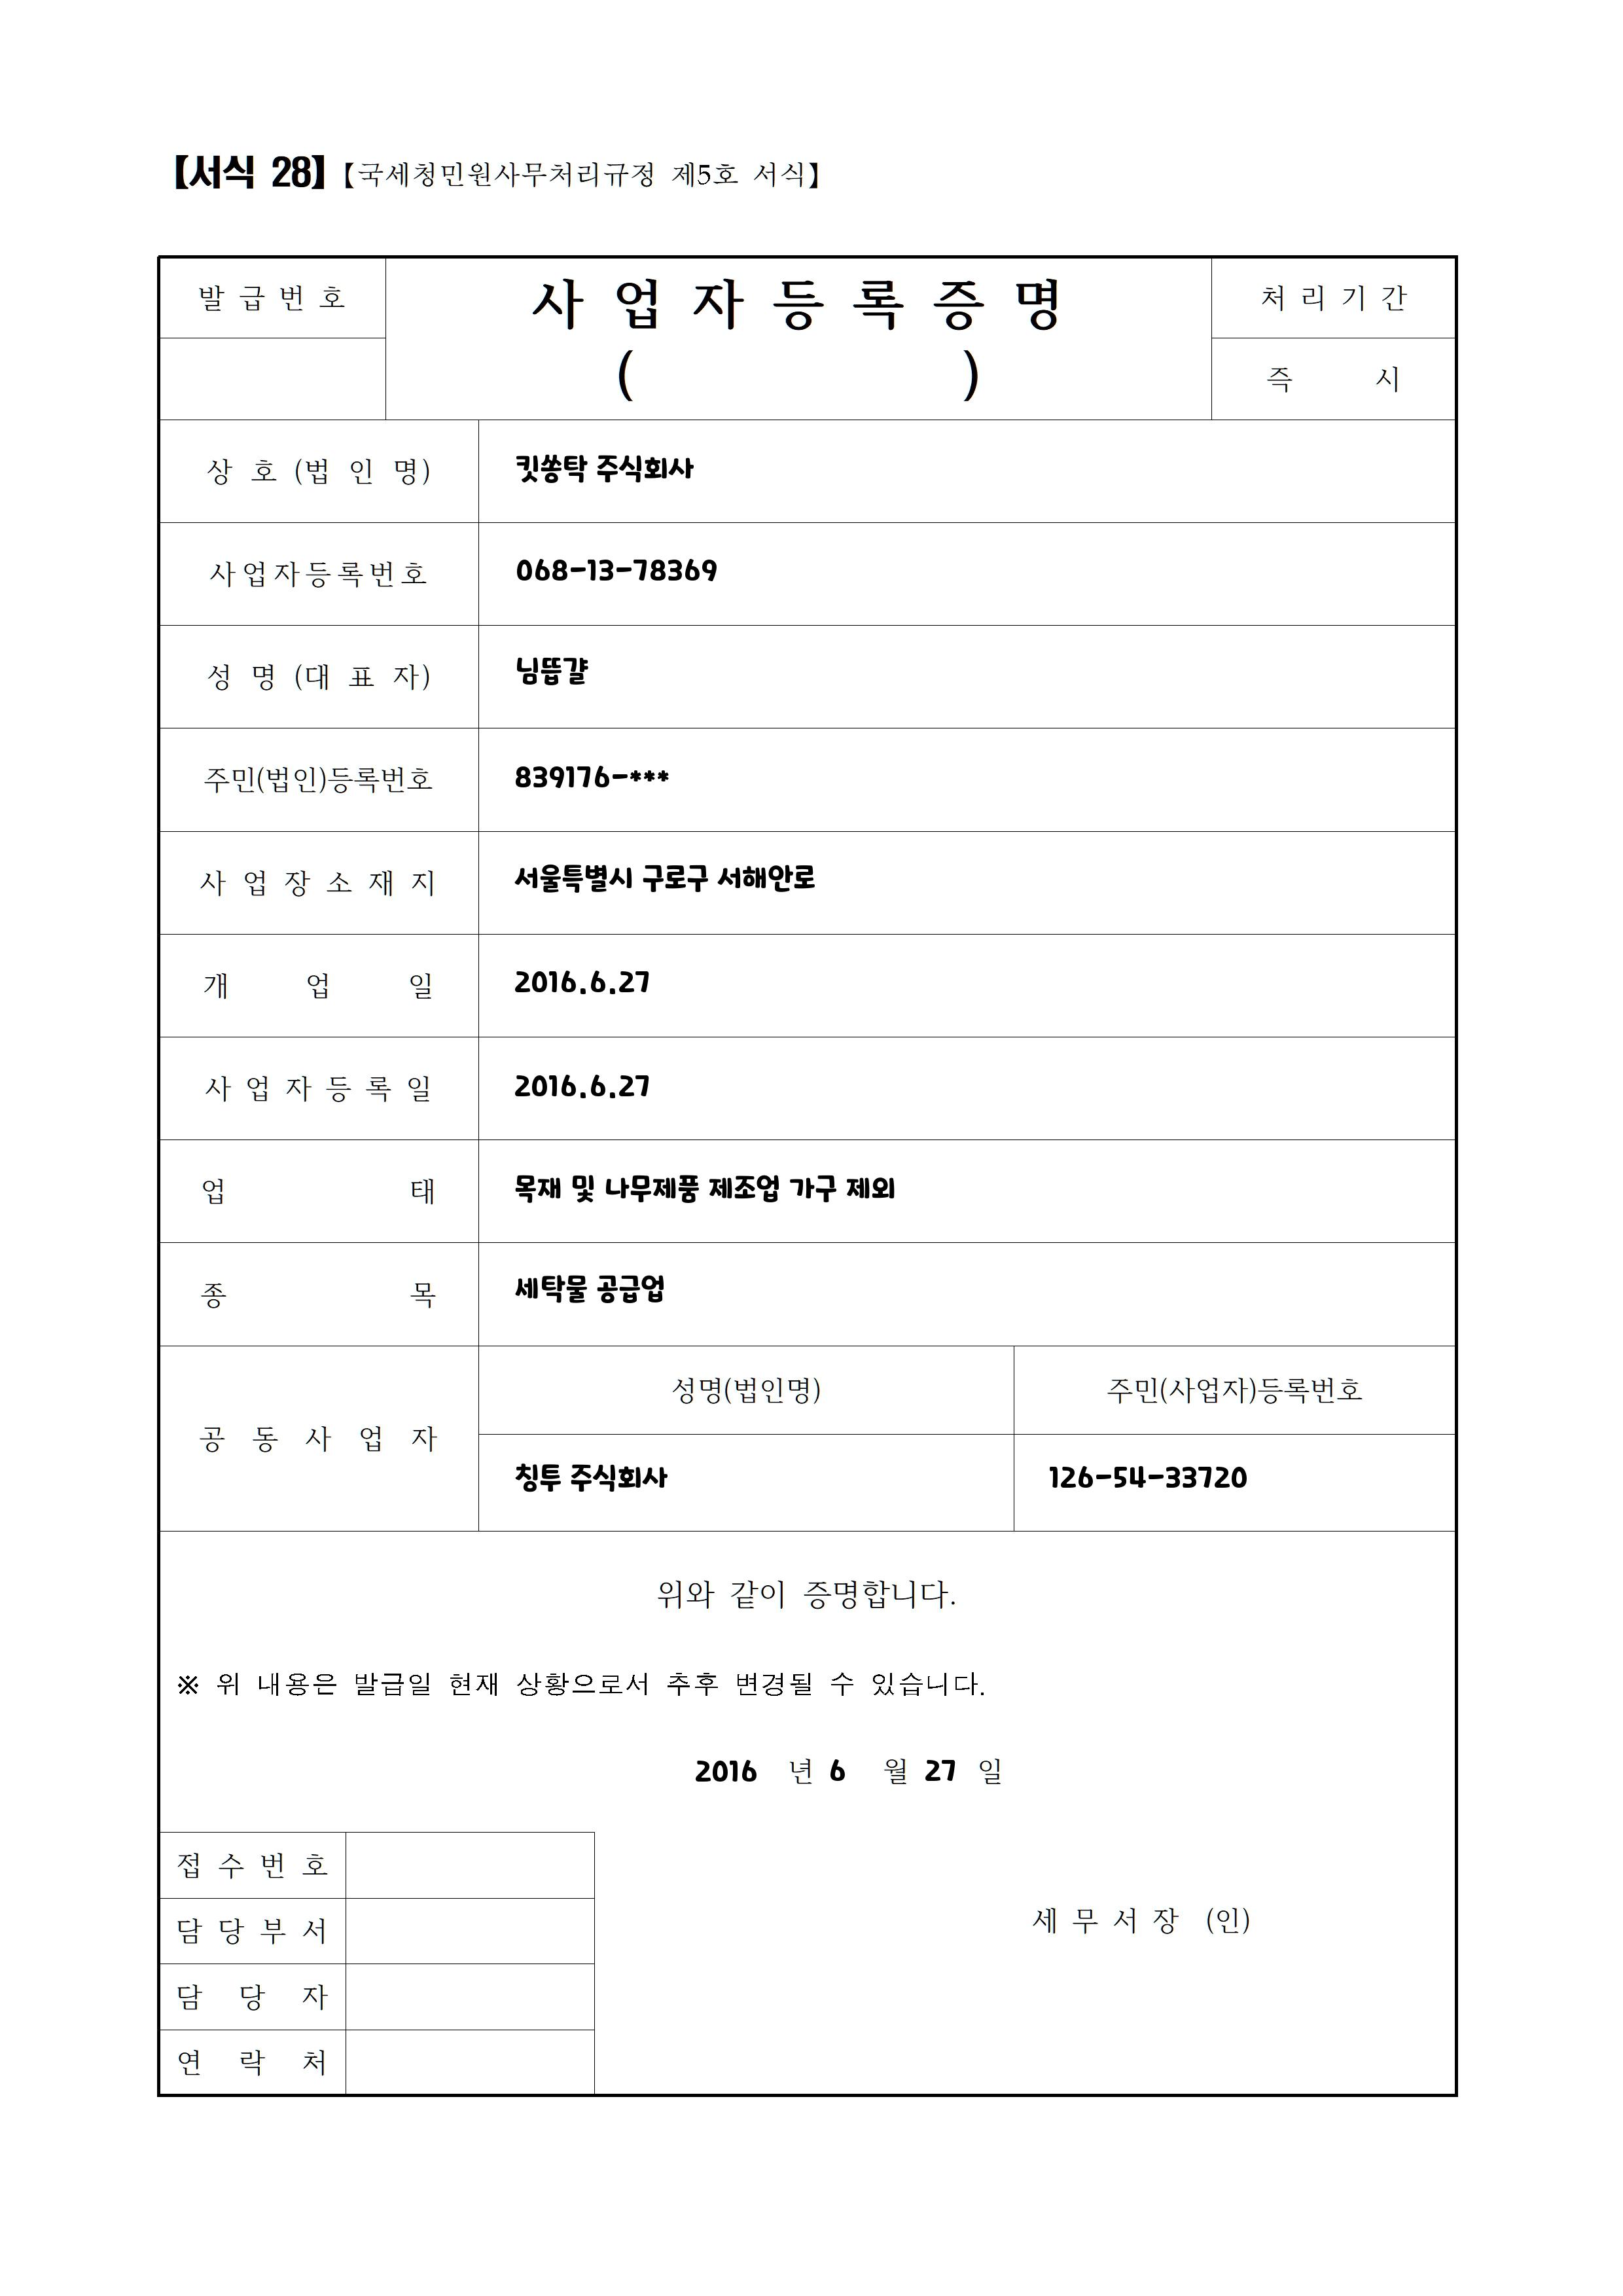 【서식 28】【국세청민원사무처리규정 제5호 서식】
발급번호
사업자등록증명
( )
처리기간
즉 시
상 호 (법 인 명) 킷쏭탁 주식회사
사업자등록번호 068-13-78369
성 명 (대 표 자) 님뜹걀
주민(법인)등록번호 839176-***
사 업 장 소 재 지 서울특별시 구로구 서해안로
개 업 일 2016.6.27
사 업 자 등 록 일 2016.6.27
업 태 목재 및 나무제품 제조업 가구 제외
종 목 세탁물 공급업
공 동 사 업 자
성명(법인명) 주민(사업자)등록번호
칭투 주식회사 126-54-33720
위와 같이 증명합니다.
※ 위 내용은 발급일 현재 상황으로서 추후 변경될 수 있습니다.
2016 년 6 월 27 일
접 수 번 호
담 당 부 서
세 무 서 장 (인)
담 당 자
연 락 처